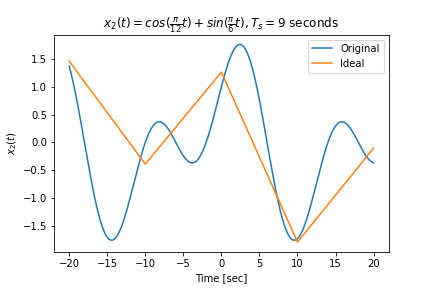 x₂(t) = cos(π/12 t) + sin(π/6 t), Tₛ = 9 seconds
Original
Ideal
x₂(t)
1.5
1.0
0.5
0.0
−0.5
−1.0
−1.5
−20 −15 −10 −5 0 5 10 15 20
Time [sec]